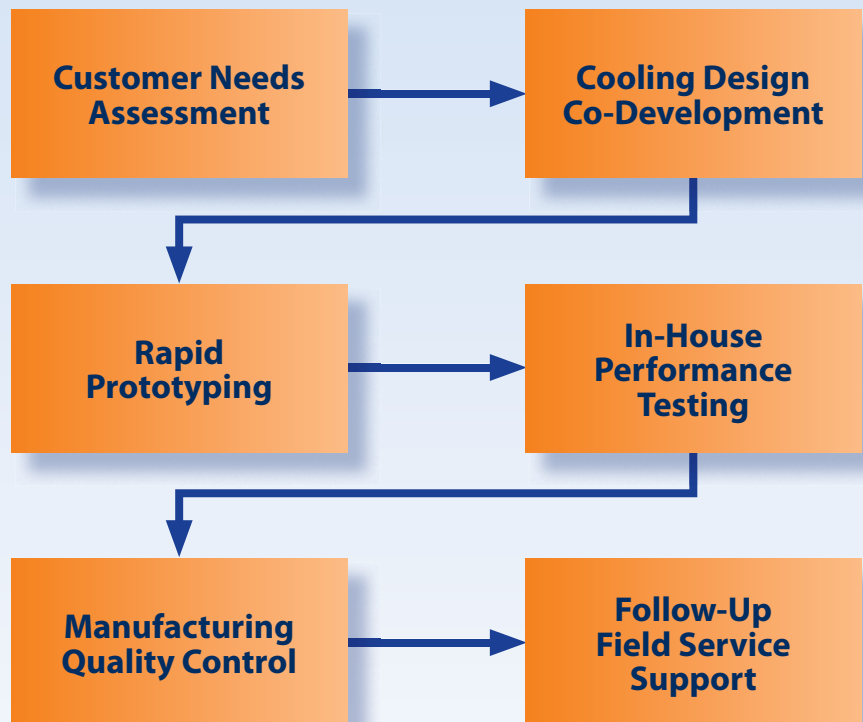 Customer Needs
Assessment
Cooling Design
Co-Development
Rapid
Prototyping
In-House
Performance
Testing
Manufacturing
Quality Control
Follow-Up
Field Service
Support